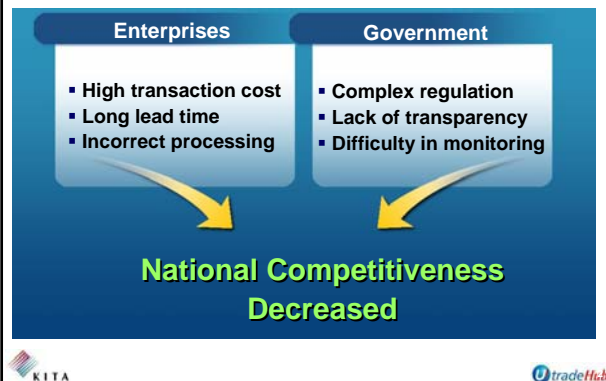 Enterprises
High transaction cost
Long lead time
Incorrect processing
Government
Complex regulation
Lack of transparency
Difficulty in monitoring
National Competitiveness
Decreased
KITA
UtradeHub